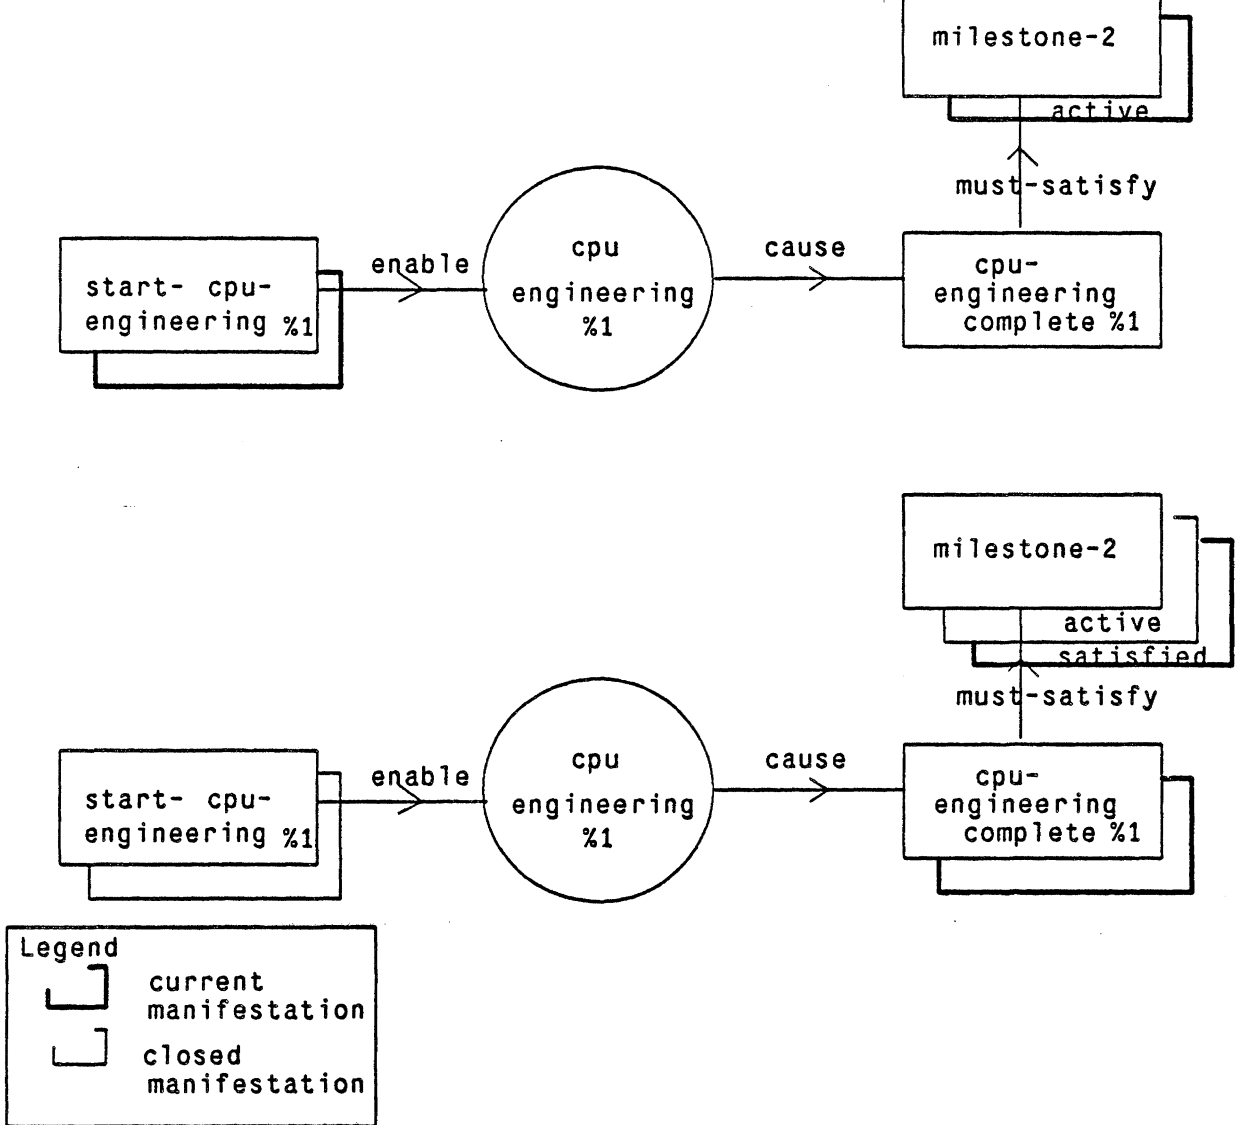 milestone-2
active
must-satisfy
enable
cpu
engineering
%1
cause
start- cpu-
engineering %1
cpu-
engineering
complete %1
milestone-2
active
satisfied
must-satisfy
enable
cpu
engineering
%1
cause
start- cpu-
engineering %1
cpu-
engineering
complete %1
Legend
current
manifestation
closed
manifestation